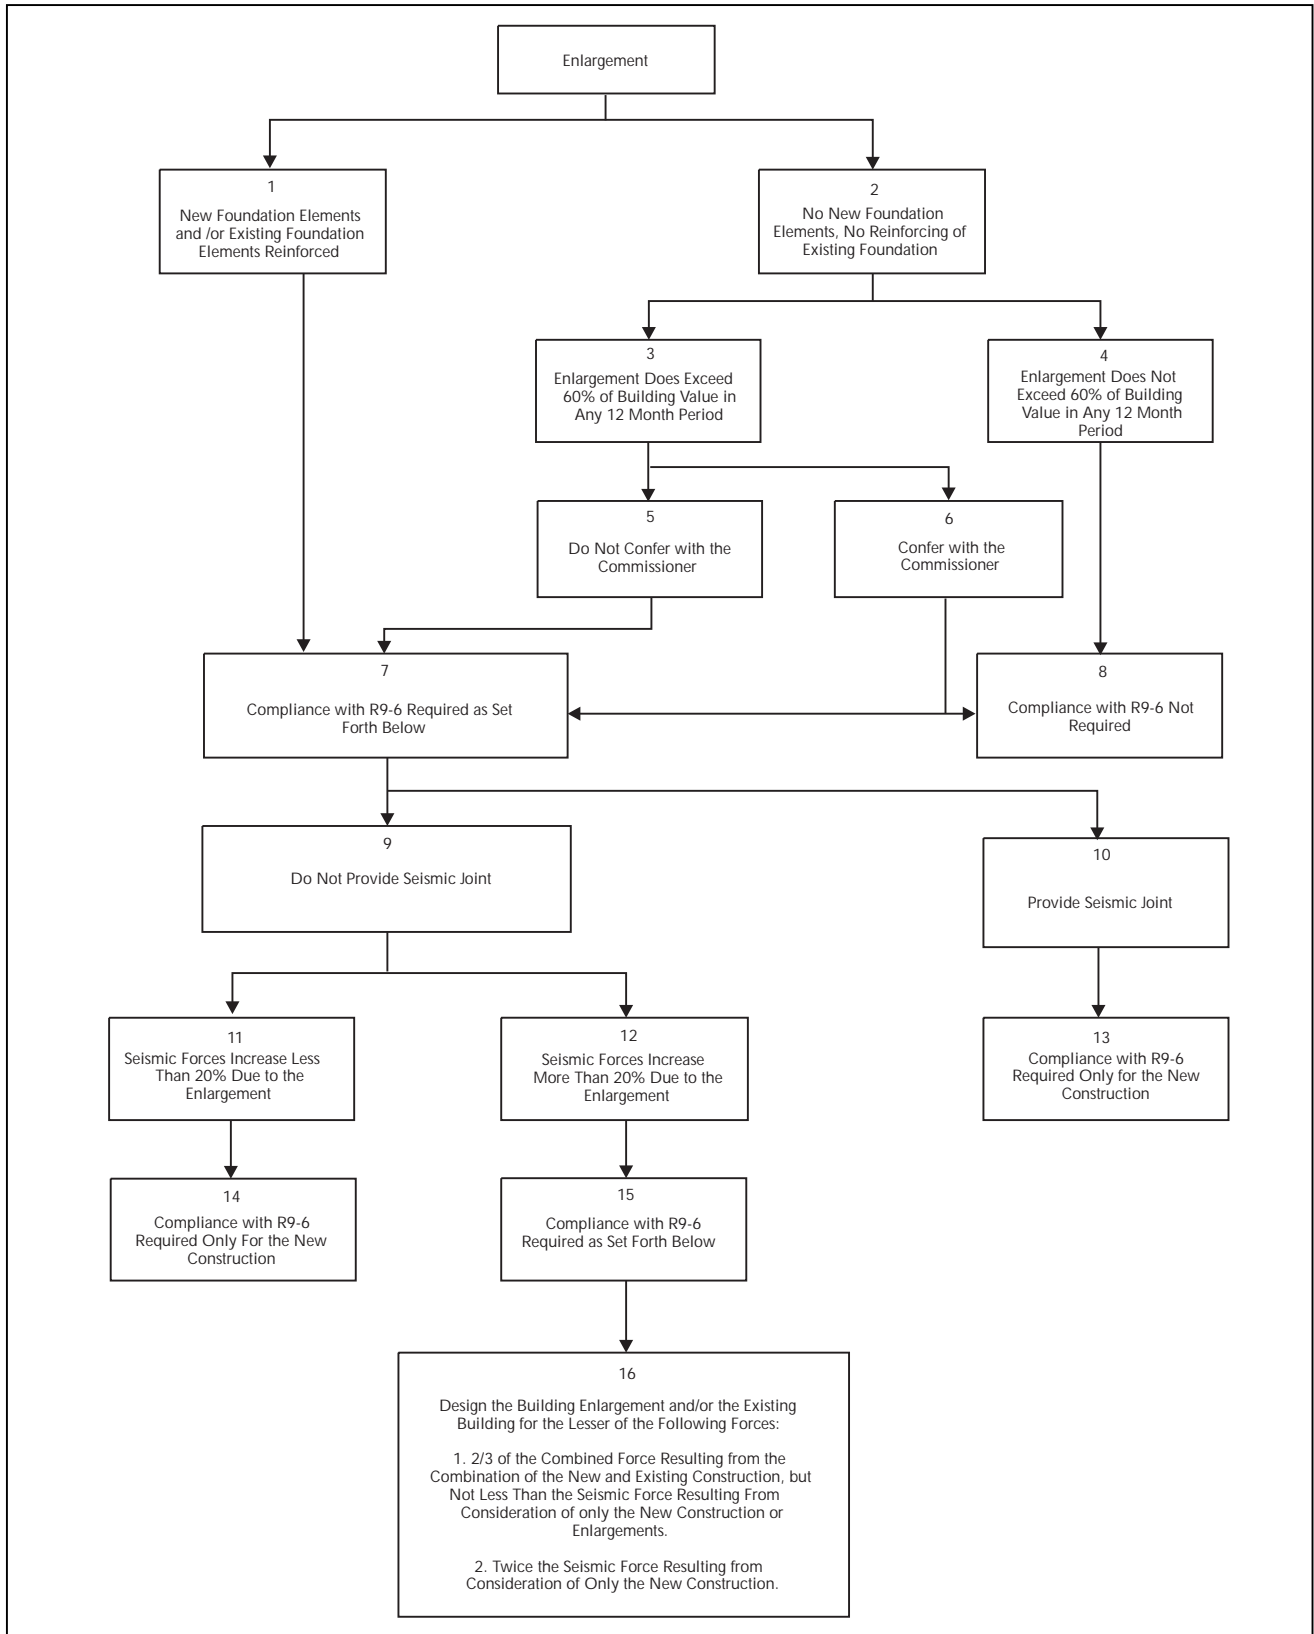 Enlargement
1
New Foundation Elements
and /or Existing Foundation
Elements Reinforced
2
No New Foundation
Elements, No Reinforcing of
Existing Foundation
3
Enlargement Does Exceed
60% of Building Value in
Any 12 Month Period
4
Enlargement Does Not
Exceed 60% of Building
Value in Any 12 Month
Period
5
Do Not Confer with the
Commissioner
6
Confer with the
Commissioner
7
Compliance with R9-6 Required as Set
Forth Below
8
Compliance with R9-6 Not
Required
9
Do Not Provide Seismic Joint
10
Provide Seismic Joint
11
Seismic Forces Increase Less
Than 20% Due to the
Enlargement
12
Seismic Forces Increase
More Than 20% Due to the
Enlargement
13
Compliance with R9-6
Required Only for the New
Construction
14
Compliance with R9-6
Required Only For the New
Construction
15
Compliance with R9-6
Required as Set Forth Below
16
Design the Building Enlargement and/or the Existing
Building for the Lesser of the Following Forces:
1. 2/3 of the Combined Force Resulting from the
Combination of the New and Existing Construction, but
Not Less Than the Seismic Force Resulting From
Consideration of only the New Construction or
Enlargements.
2. Twice the Seismic Force Resulting from
Consideration of Only the New Construction.